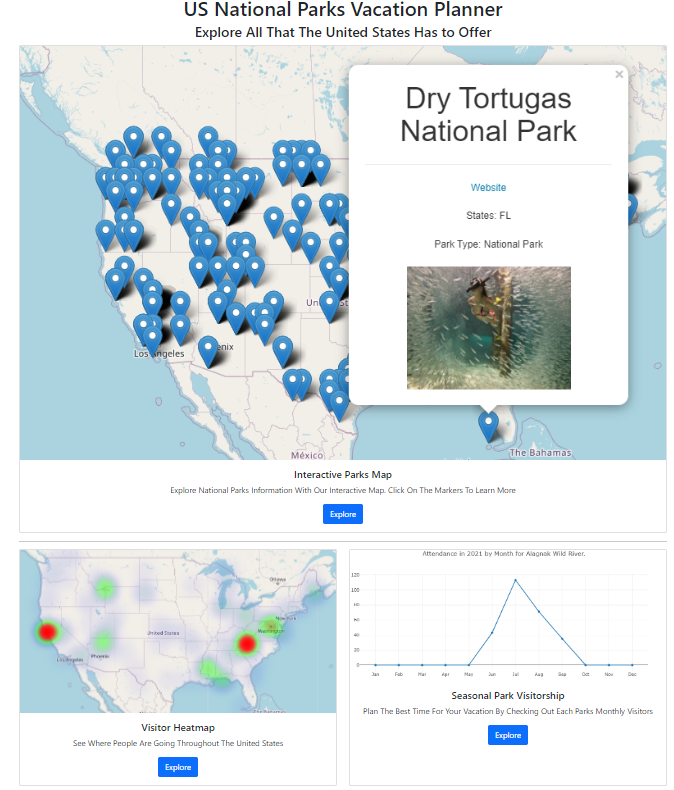 US National Parks Vacation Planner
Explore All That The United States Has to Offer
×
Dry Tortugas
National Park
Website
States: FL
Park Type: National Park
Los Angeles
México
The Bahamas
Interactive Parks Map
Explore National Parks Information With Our Interactive Map. Click On The Markers To Learn More
Explore
Ottawa
New York
Washington
United States
Los Angeles
Phoenix
Visitor Heatmap
See Where People Are Going Throughout The United States
Explore
Attendance in 2021 by Month for Alagnak Wild River.
120
100
80
60
40
20
0
Jan Feb Mar Apr May Jun Jul Aug Sep Oct Nov Dec
Seasonal Park Visitorship
Plan The Best Time For Your Vacation By Checking Out Each Parks Monthly Visitors
Explore